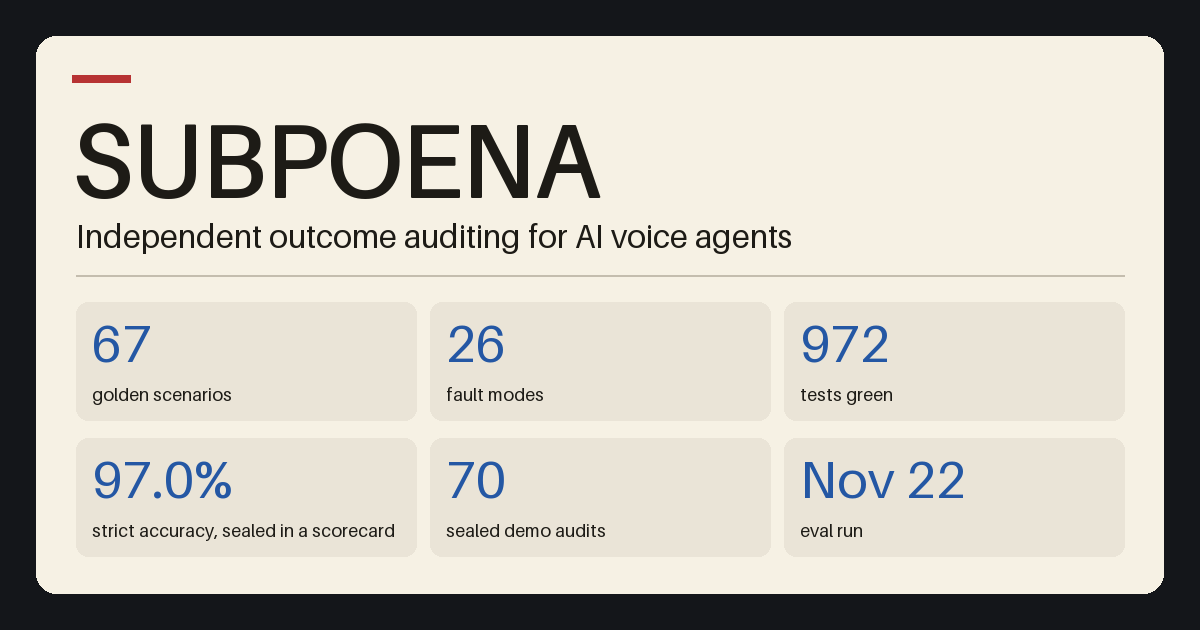 SUBPOENA
Independent outcome auditing for AI voice agents
67
golden scenarios
26
fault modes
972
tests green
97.0%
strict accuracy, sealed in a scorecard
70
sealed demo audits
Nov 22
eval run